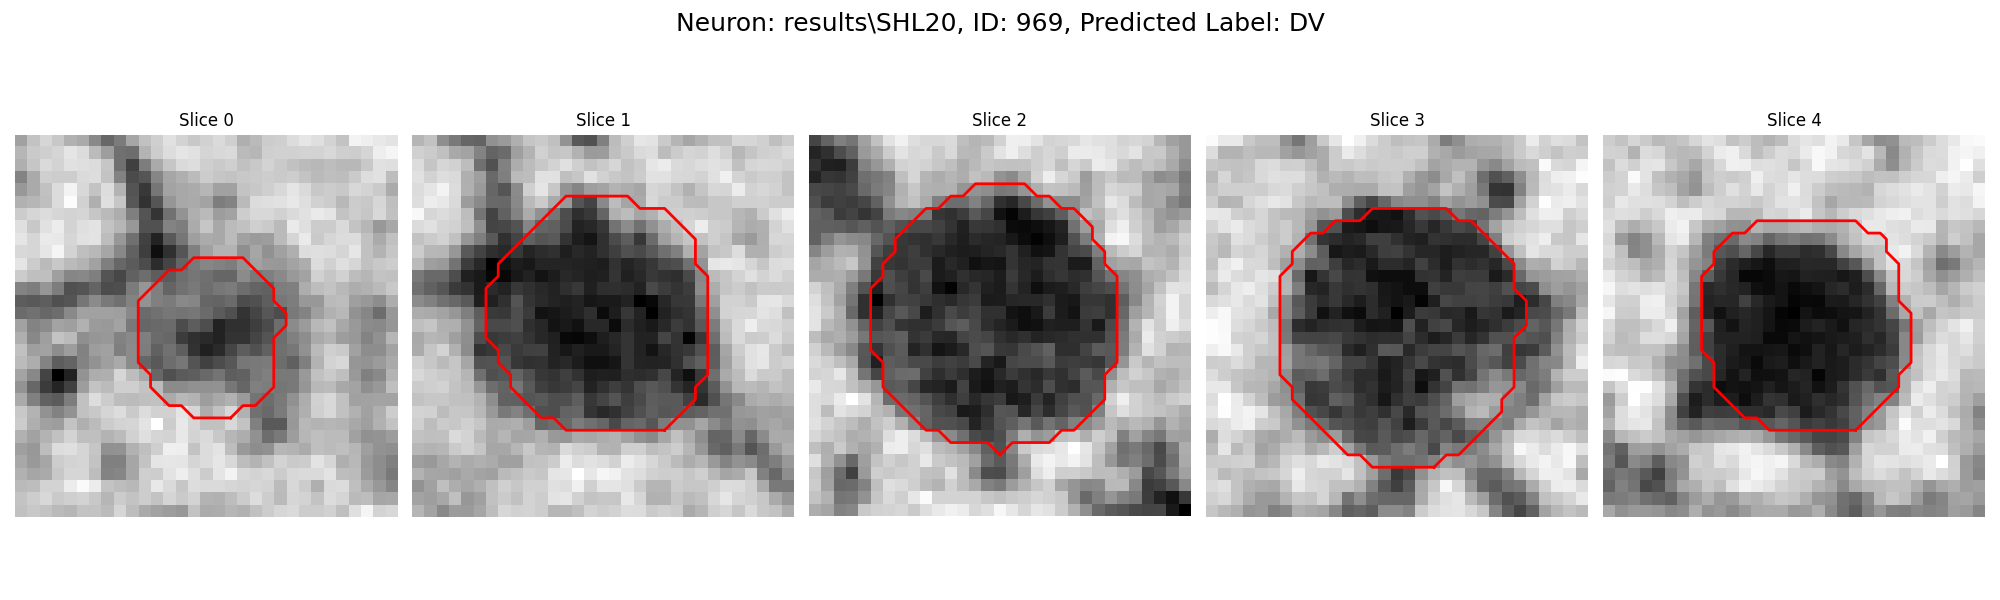 Neuron: results\SHL20, ID: 969, Predicted Label: DV
Slice 0
Slice 1
Slice 2
Slice 3
Slice 4